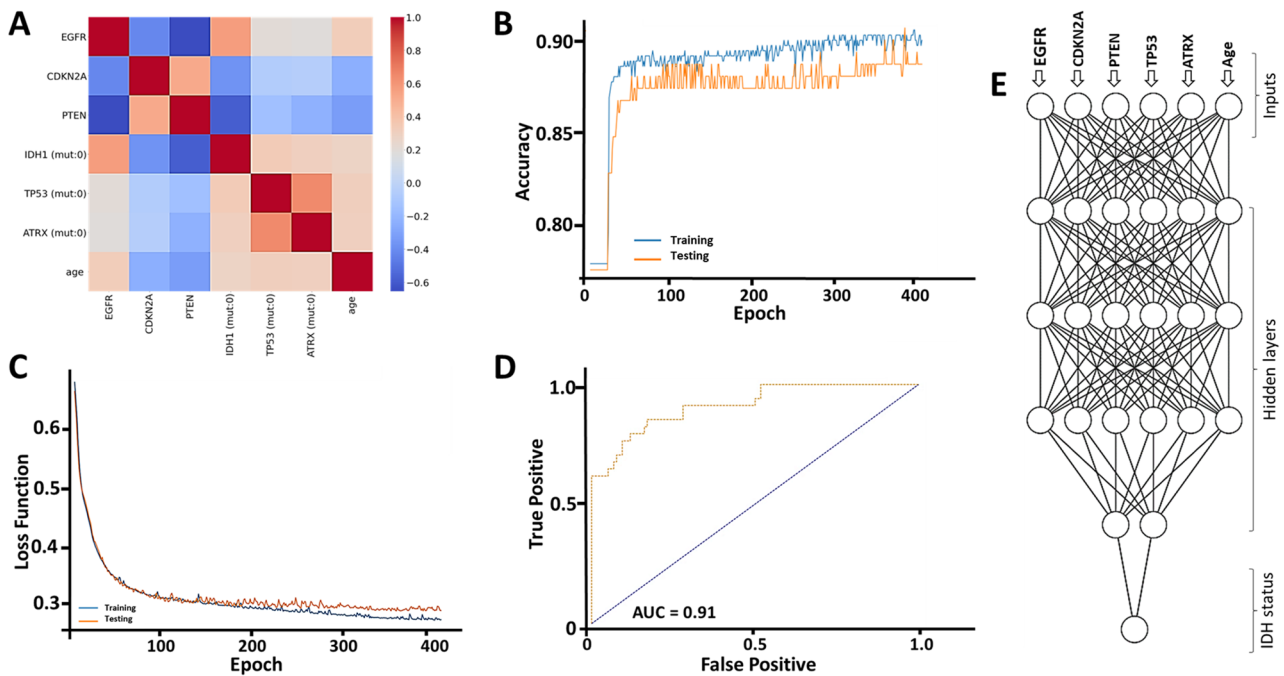 A
EGFR
CDKN2A
PTEN
IDH1 (mut:0)
TP53 (mut:0)
ATRX (mut:0)
age
EGFR
CDKN2A
PTEN
IDH1 (mut:0)
TP53 (mut:0)
ATRX (mut:0)
age
1.0
0.8
0.6
0.4
0.2
0.0
−0.2
−0.4
−0.6
B
Accuracy
0.90
0.85
0.80
Training
Testing
100
200
300
400
Epoch
C
Loss Function
0.6
0.5
0.4
0.3
Training
Testing
100
200
300
400
Epoch
D
True Positive
1.0
0.5
0
AUC = 0.91
0
0.5
1.0
False Positive
E
EGFR
CDKN2A
PTEN
TP53
ATRX
Age
Inputs
Hidden layers
IDH status